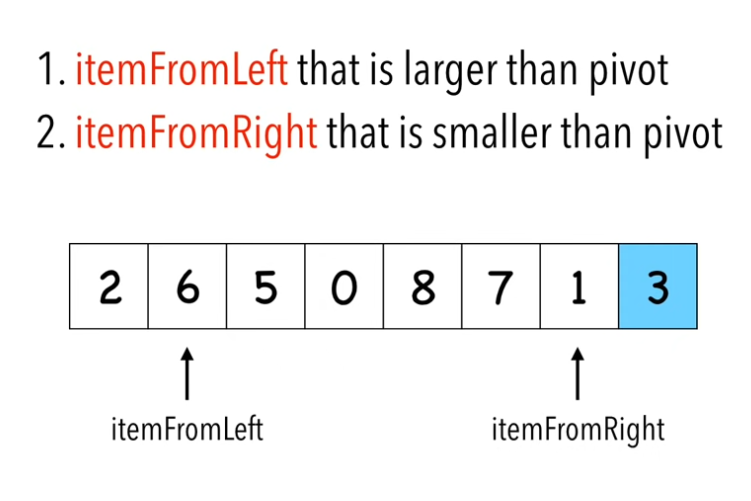 1. itemFromLeft that is larger than pivot
2. itemFromRight that is smaller than pivot
2 6 5 0 8 7 1 3
itemFromLeft itemFromRight